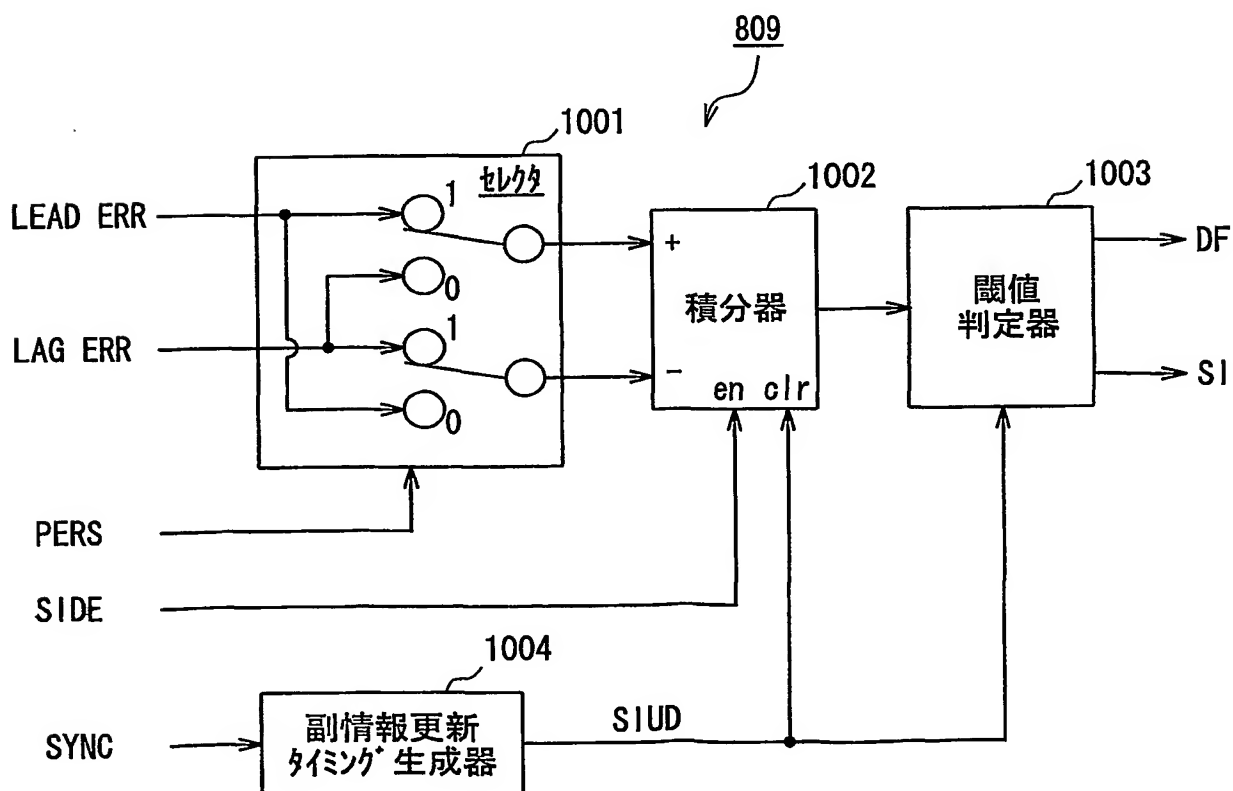 809
1001
セレクタ
LEAD ERR
1
0
LAG ERR
1
0
PERS
SIDE
1002
+
積分器
-
en clr
1003
閾値
判定器
DF
SI
1004
SYNC
副情報更新
タイミング生成器
SIUD